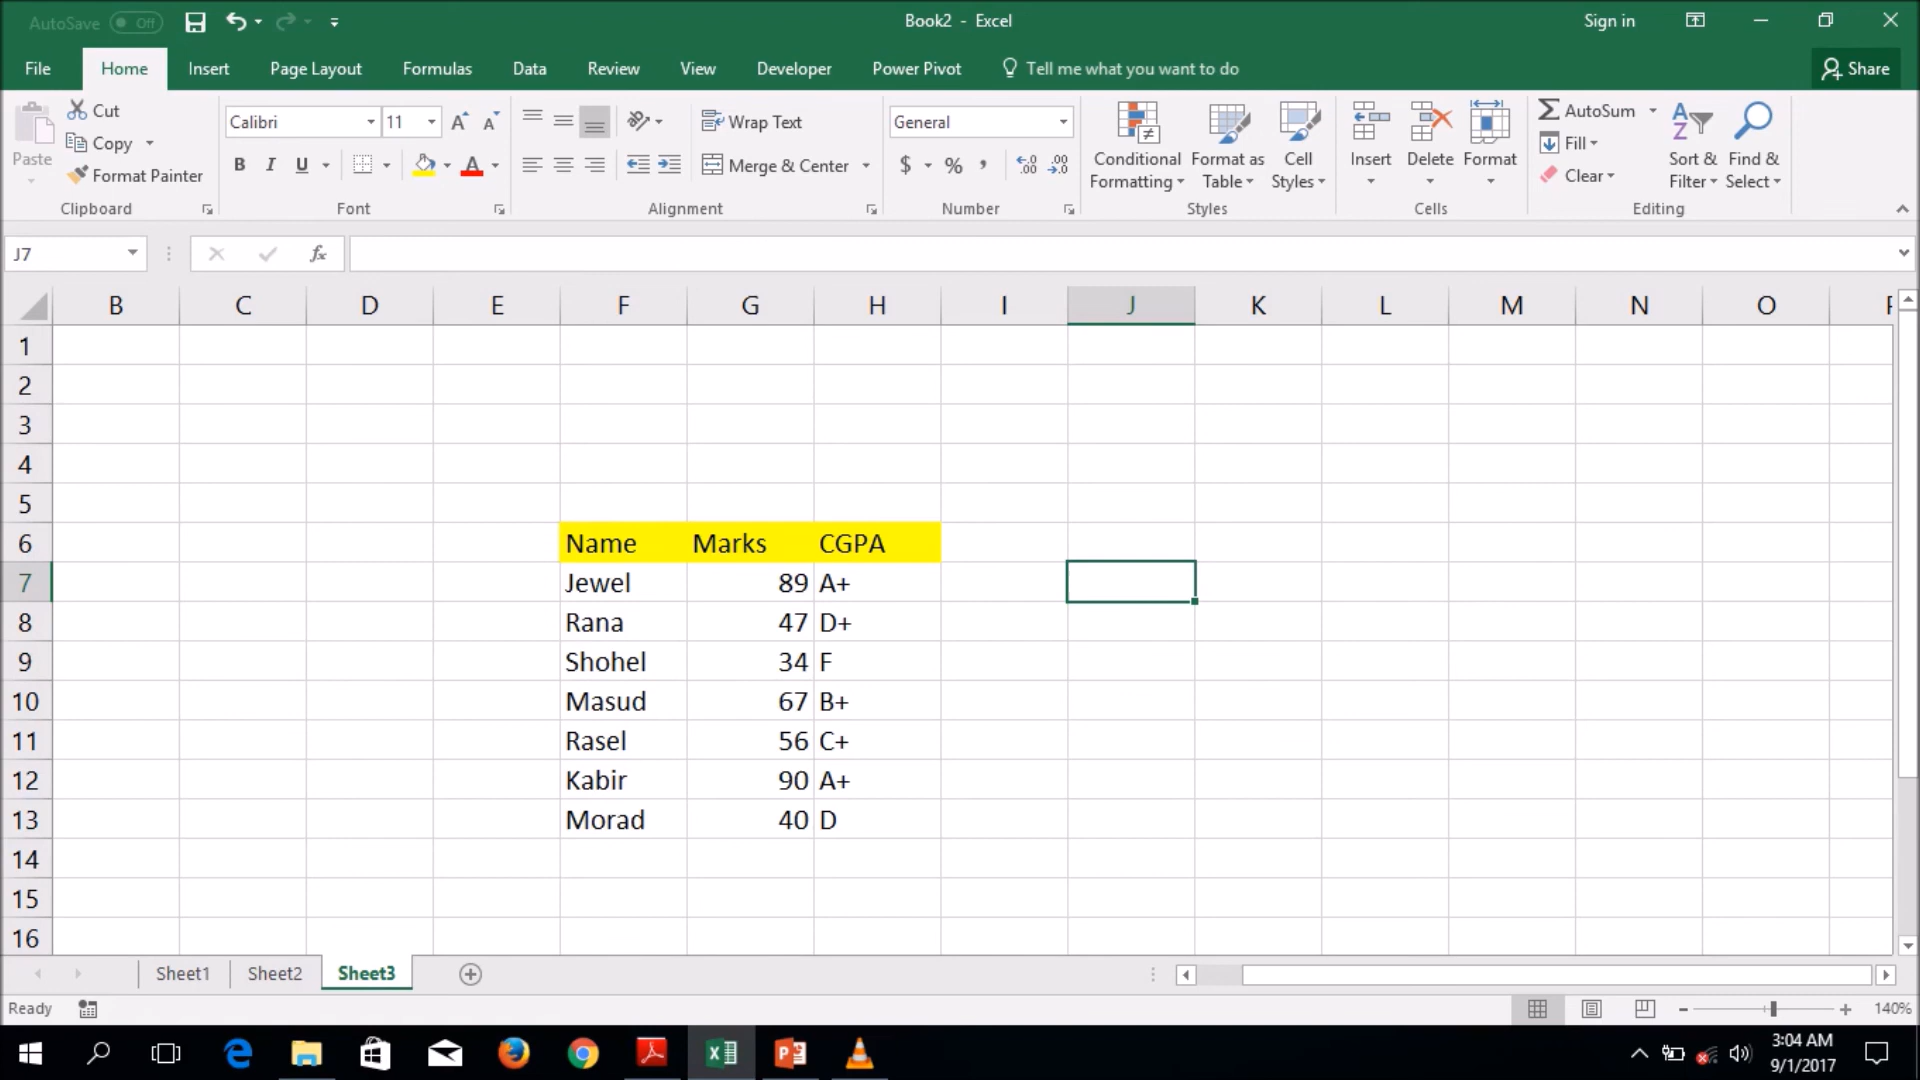 AutoSave Off Book2 - Excel Sign in
File Home Insert Page Layout Formulas Data Review View Developer Power Pivot Tell me what you want to do Share
Paste Cut Copy Format Painter
Calibri 11
B I U A
Wrap Text
Merge & Center
General
$ % ,
Conditional Formatting
Format as Table
Cell Styles
Insert Delete Format
AutoSum
Fill
Clear
Sort & Filter
Find & Select
Clipboard Font Alignment Number Styles Cells Editing
J7 fx
B C D E F G H I J K L M N O
1
2
3
4
5
6 Name Marks CGPA
7 Jewel 89 A+
8 Rana 47 D+
9 Shohel 34 F
10 Masud 67 B+
11 Rasel 56 C+
12 Kabir 90 A+
13 Morad 40 D
14
15
16
Sheet1 Sheet2 Sheet3
Ready 140%
3:04 AM
9/1/2017